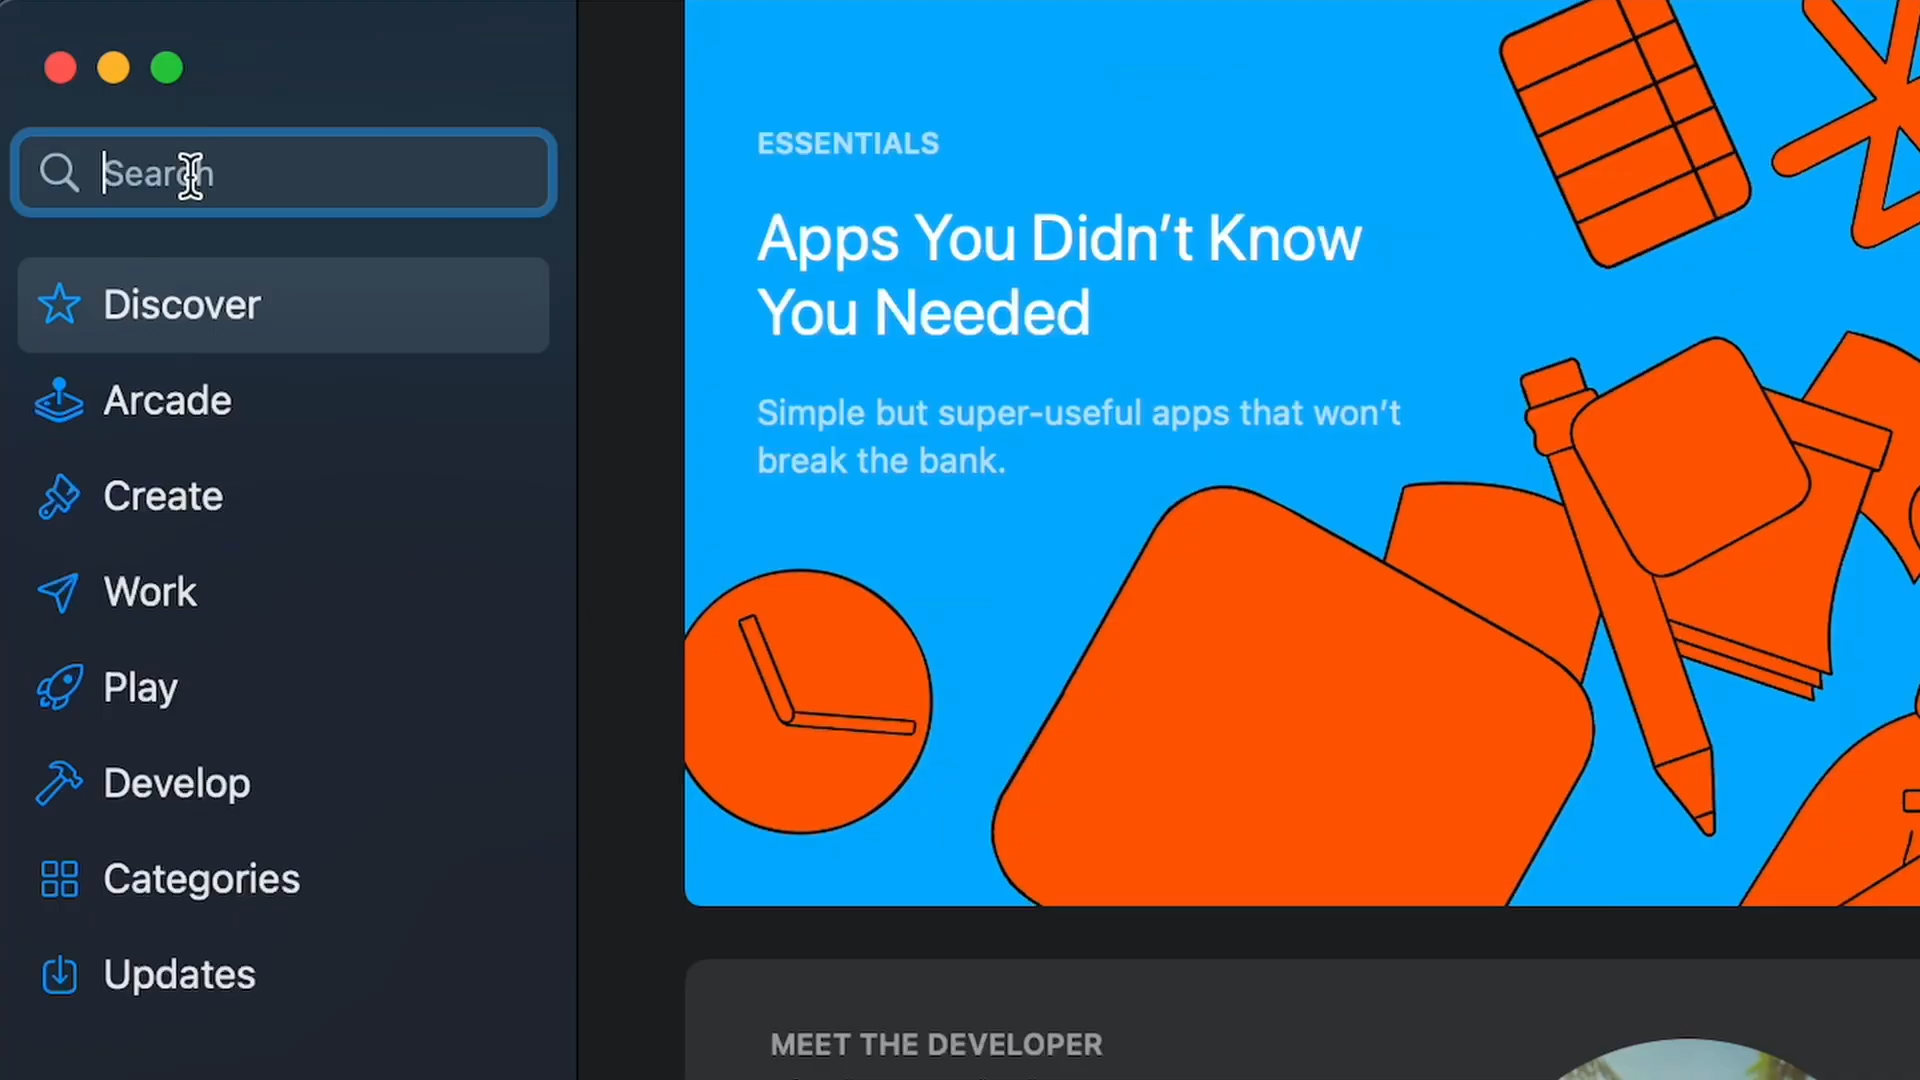 Search
Discover
Arcade
Create
Work
Play
Develop
Categories
Updates
ESSENTIALS
Apps You Didn’t Know
You Needed
Simple but super-useful apps that won’t
break the bank.
MEET THE DEVELOPER